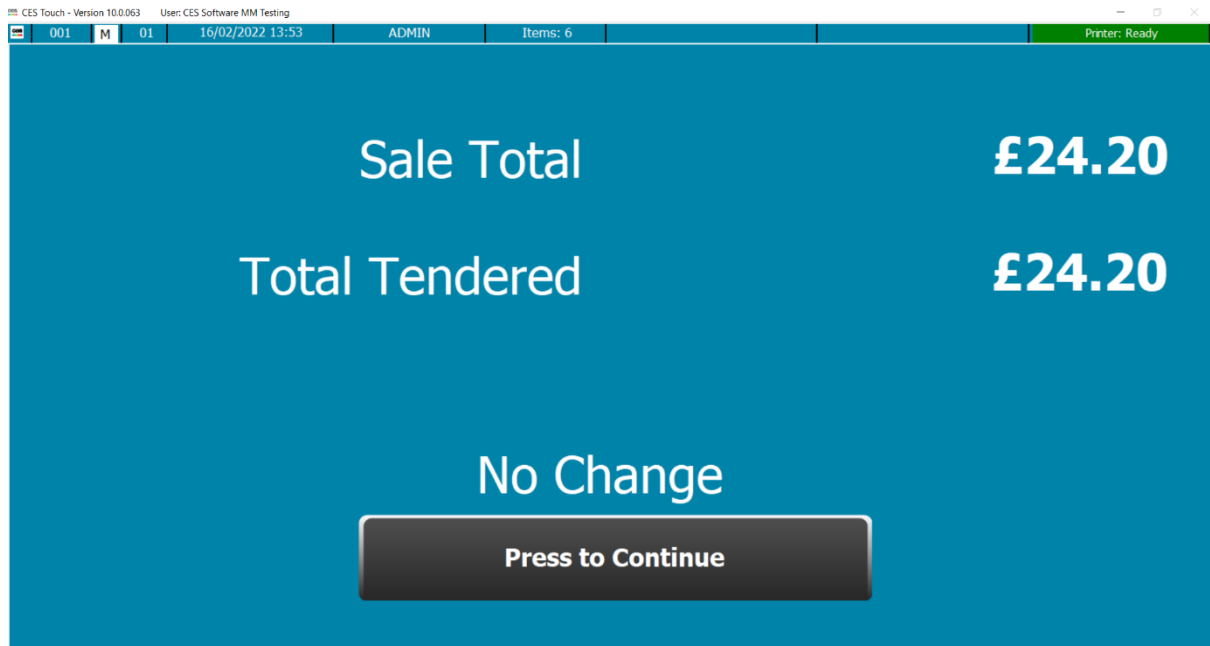 CES Touch - Version 10.0.063 User: CES Software MM Testing
001 M 01 16/02/2022 13:53 ADMIN Items: 6 Printer: Ready
Sale Total £24.20
Total Tendered £24.20
No Change
Press to Continue